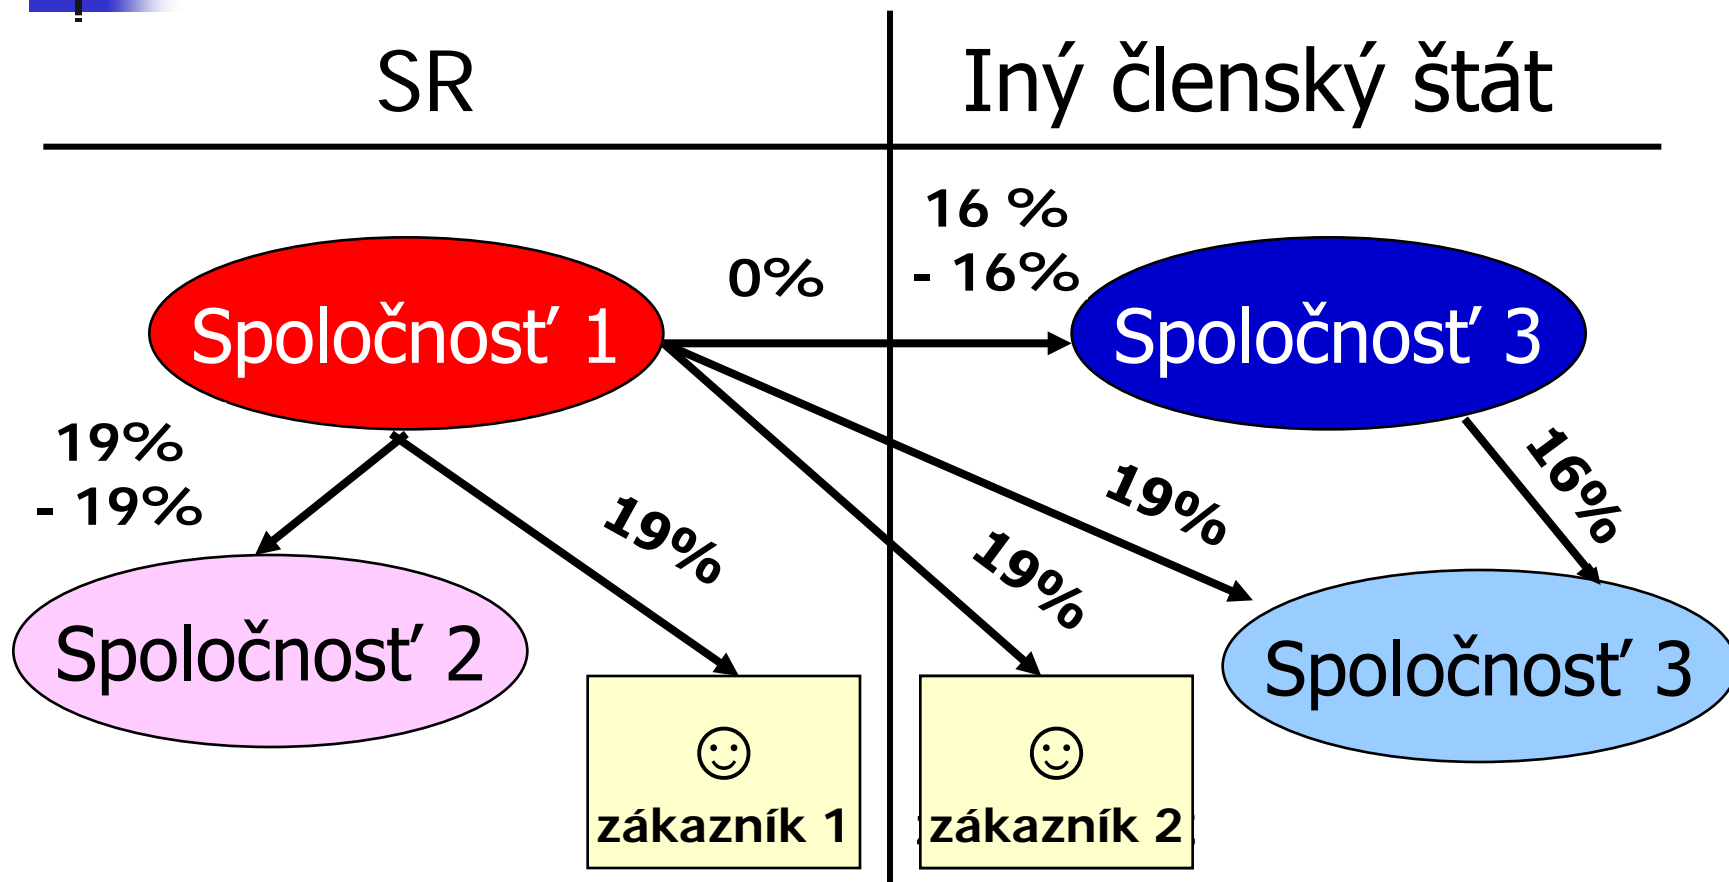 SR
Iný členský štát
16 %
- 16%
0%
Spoločnosť 1
Spoločnosť 3
19%
- 19%
19%
19%
19%
16%
Spoločnosť 2
Spoločnosť 3
☺
zákazník 1
☺
zákazník 2